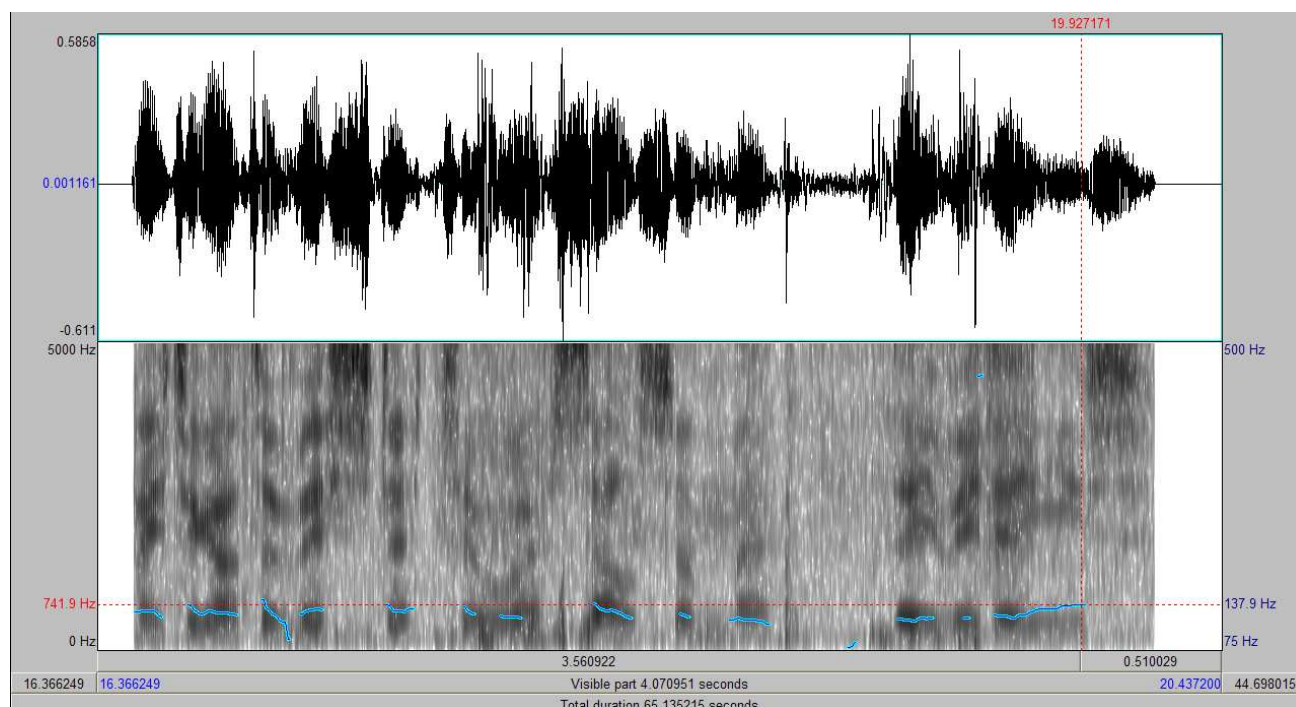 19.927171
0.5858
0.001161
-0.611
5000 Hz 500 Hz
741.9 Hz 137.9 Hz
0 Hz 75 Hz
3.560922 0.510029
16.366249 16.366249 Visible part 4.070951 seconds 20.437200 44.698015
Total duration 65.135215 seconds